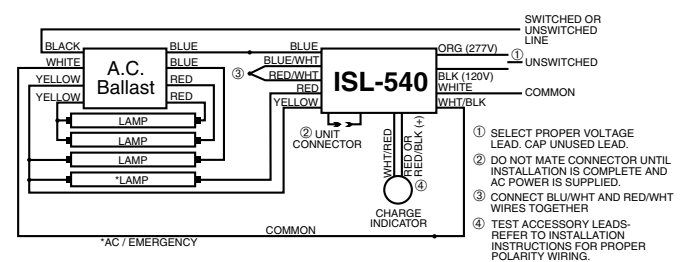 SWITCHED OR
UNSWITCHED
LINE
BLACK
BLUE
BLUE
ORG (277V)
①
UNSWITCHED
WHITE
BLUE
BLUE/WHT
A.C.
Ballast
③
RED/WHT
ISL-540
BLK (120V)
YELLOW
RED
RED
WHITE
COMMON
YELLOW
RED
YELLOW
WHT/BLK
LAMP
LAMP
LAMP
*LAMP
② UNIT
CONNECTOR
WHT/RED
RED OR
RED/BLK (+)
④
CHARGE
INDICATOR
COMMON
*AC / EMERGENCY
① SELECT PROPER VOLTAGE
LEAD. CAP UNUSED LEAD.
② DO NOT MATE CONNECTOR UNTIL
INSTALLATION IS COMPLETE AND
AC POWER IS SUPPLIED.
③ CONNECT BLU/WHT AND RED/WHT
WIRES TOGETHER
④ TEST ACCESSORY LEADS-
REFER TO INSTALLATION
INSTRUCTIONS FOR PROPER
POLARITY WIRING.